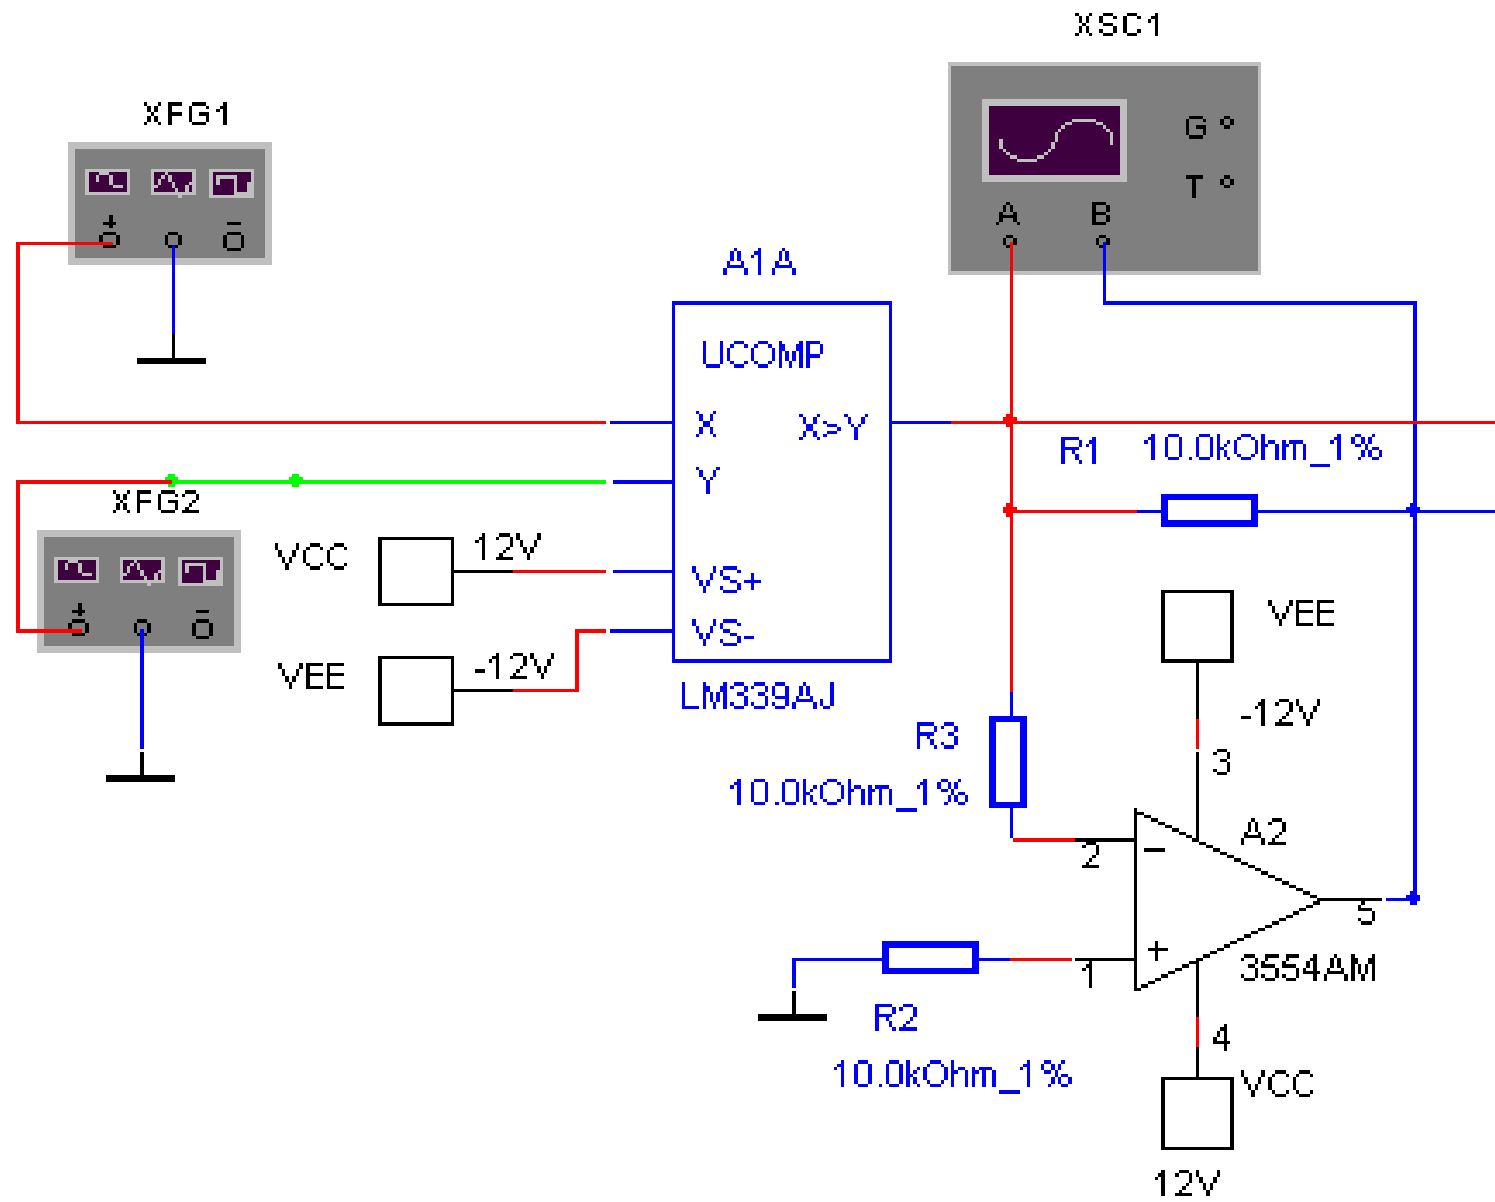 XSC1
XFG1
G
T
+
−
A B
A1A
UCOMP
X X>Y
Y
R1 10.0kOhm_1%
XFG2
VCC 12V
VS+
+
−
VS-
VEE -12V
VEE
LM339AJ
-12V
R3
3
10.0kOhm_1%
A2
2
−
5
+
1
3554AM
R2
4
10.0kOhm_1%
VCC
12V